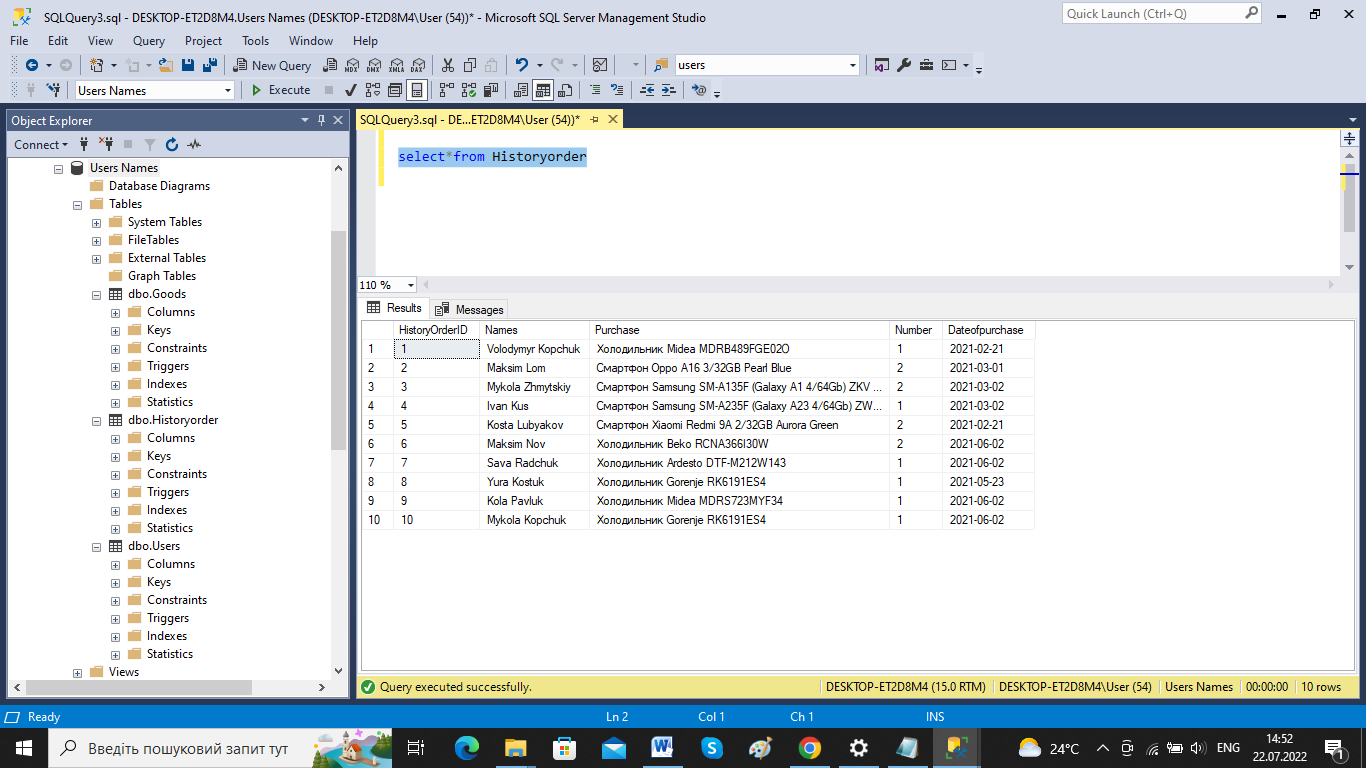 SQLQuery3.sql - DESKTOP-ET2D8M4.Users Names (DESKTOP-ET2D8M4\User (54))* - Microsoft SQL Server Management Studio
Quick Launch (Ctrl+Q)
File Edit View Query Project Tools Window Help
New Query MDX DMX XMLA DAX users
Users Names Execute
Object Explorer
SQLQuery3.sql - DE...ET2D8M4\User (54))*
Connect
select*from Historyorder
Users Names
Database Diagrams
Tables
System Tables
FileTables
External Tables
Graph Tables
dbo.Goods
Columns
Keys
Constraints
Triggers
Indexes
Statistics
dbo.Historyorder
Columns
Keys
Constraints
Triggers
Indexes
Statistics
dbo.Users
Columns
Keys
Constraints
Triggers
Indexes
Statistics
Views
110 %
Results Messages
HistoryOrderID Names Purchase Number Dateofpurchase
1 1 Volodymyr Kopchuk Холодильник Midea MDRB489FGE02O 1 2021-02-21
2 2 Maksim Lom Смартфон Oppo A16 3/32GB Pearl Blue 2 2021-03-01
3 3 Mykola Zhmytskiy Смартфон Samsung SM-A135F (Galaxy A1 4/64Gb) ZKV ... 2 2021-03-02
4 4 Ivan Kus Смартфон Samsung SM-A235F (Galaxy A23 4/64Gb) ZW... 1 2021-03-02
5 5 Kosta Lubyakov Смартфон Xiaomi Redmi 9A 2/32GB Aurora Green 2 2021-02-21
6 6 Maksim Nov Холодильник Beko RCNA366I30W 2 2021-06-02
7 7 Sava Radchuk Холодильник Ardesto DTF-M212W143 1 2021-06-02
8 8 Yura Kostuk Холодильник Gorenje RK6191ES4 1 2021-05-23
9 9 Kola Pavluk Холодильник Midea MDRS723MYF34 1 2021-06-02
10 10 Mykola Kopchuk Холодильник Gorenje RK6191ES4 1 2021-06-02
Query executed successfully. DESKTOP-ET2D8M4 (15.0 RTM) DESKTOP-ET2D8M4\User (54) Users Names 00:00:00 10 rows
Ready Ln 2 Col 1 Ch 1 INS
Введіть пошуковий запит тут
24°C ENG
14:52
22.07.2022
1